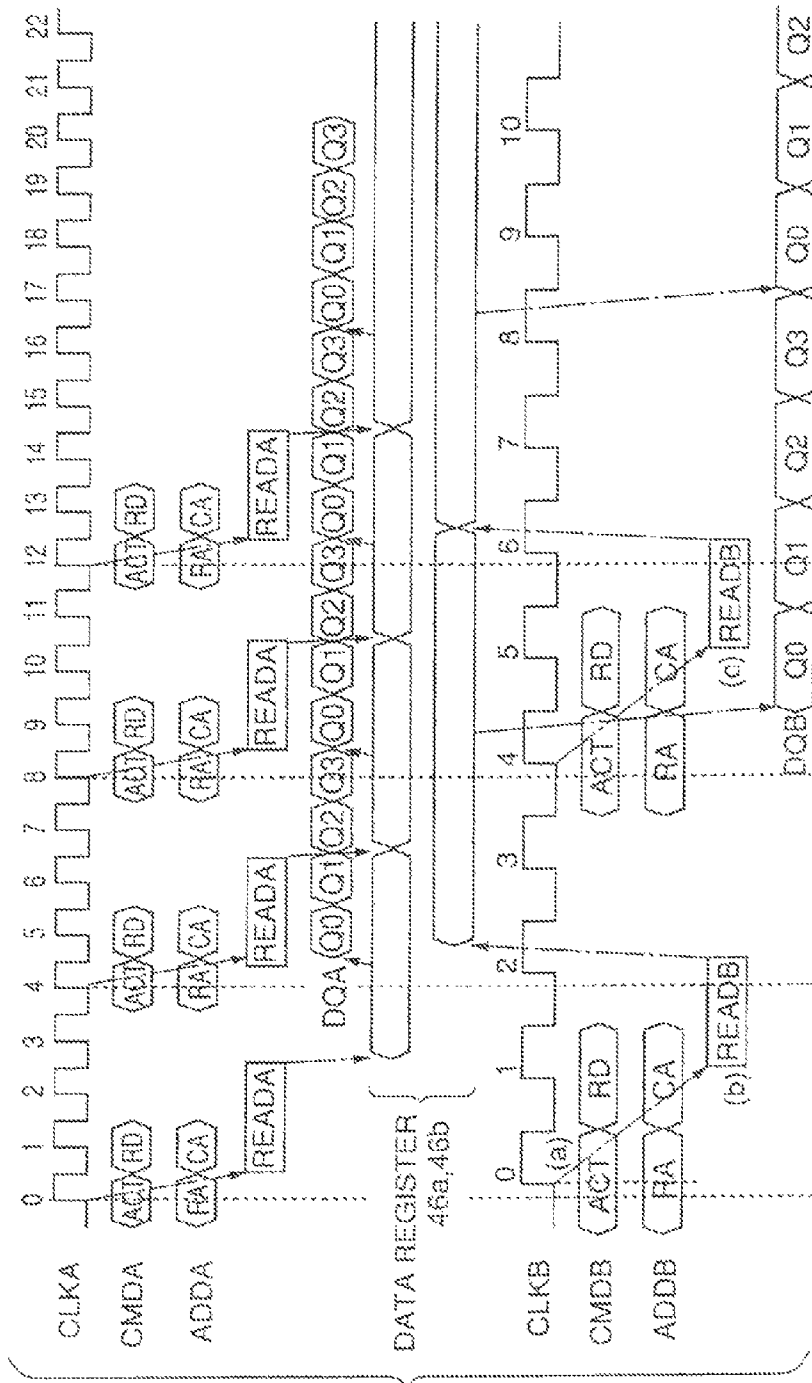 CLKA 0 1 2 3 4 5 6 7 8 9 10 11 12 13 14 15 16 17 18 19 20 21 22
CMDA ACT RD ACT RD ACT RD ACT RD
ADDA RA CA RA CA RA CA RA CA
READA READA READA READA
DQA Q0 Q1 Q2 Q3 Q0 Q1 Q2 Q3 Q0 Q1 Q2 Q3 Q0 Q1 Q2 Q3
DATA REGISTER
46a,46b
CLKB 0 1 2 3 4 5 6 7 8 9 10
(a)
CMDB ACT RD ACT RD
ADDB RA CA RA CA
(b) READB (c) READB
DQB Q0 Q1 Q2 Q3 Q0 Q1 Q2